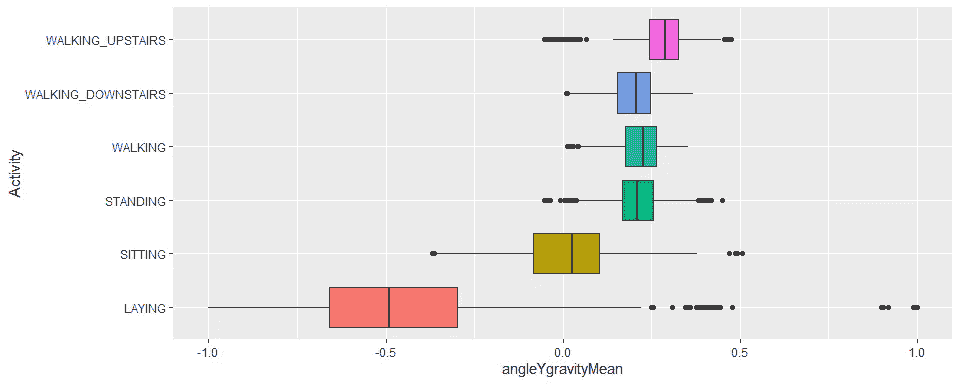 WALKING_UPSTAIRS
WALKING_DOWNSTAIRS
WALKING
STANDING
SITTING
LAYING
Activity
-1.0 -0.5 0.0 0.5 1.0
angleYgravityMean